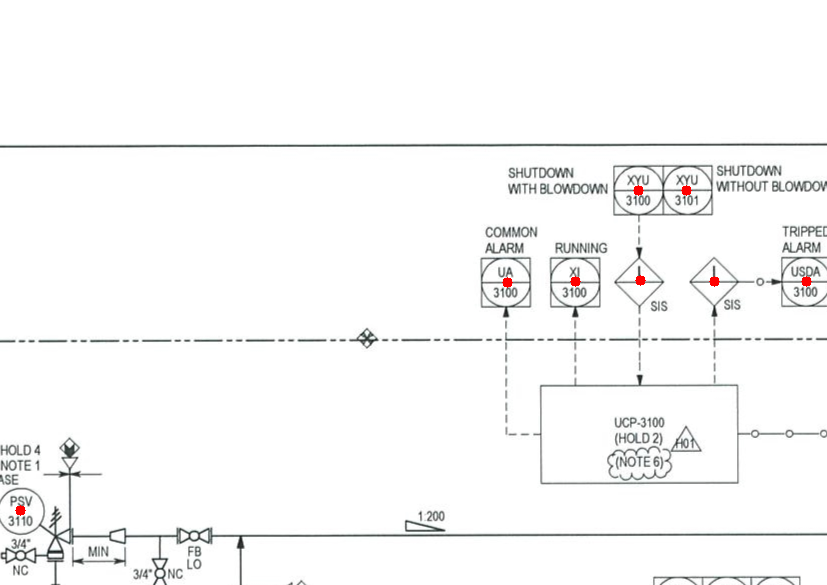 SHUTDOWN
WITH BLOWDOWN
XYU
3100
XYU
3101
SHUTDOWN
WITHOUT BLOWDOW
COMMON
ALARM
RUNNING
TRIPPED
ALARM
UA
3100
XI
3100
I
SIS
I
SIS
USDA
3100
UCP-3100
(HOLD 2)
H01
(NOTE 6)
HOLD 4
NOTE 1
ASE
PSV
3110
3/4"
NC
MIN
3/4"
NC
FB
LO
1:200